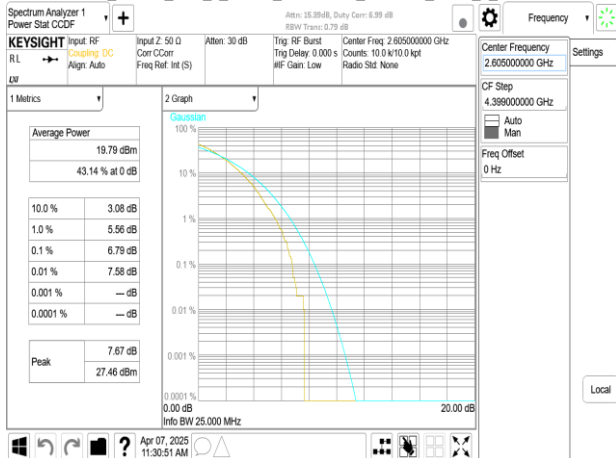 Spectrum Analyzer 1
Power Stat CCDF
Attn: 15.39dB, Duty Corr: 6.99 dB
RBW Trans: 0.79 dB
Frequency
KEYSIGHT
RL
LXI
Input: RF
Coupling: DC
Align: Auto
Input Z: 50 Ω
Corr CCorr
Freq Ref: Int (S)
Atten: 30 dB
Trig: RF Burst
Trig Delay: 0.000 s
#IF Gain: Low
Center Freq: 2.605000000 GHz
Counts: 10.0 k/10.0 kpt
Radio Std: None
Center Frequency
2.605000000 GHz
Settings
CF Step
4.399000000 GHz
Auto
Man
Freq Offset
0 Hz
Local
1 Metrics
Average Power
19.79 dBm
43.14 % at 0 dB
10.0 % 3.08 dB
1.0 % 5.56 dB
0.1 % 6.79 dB
0.01 % 7.58 dB
0.001 % --- dB
0.0001 % --- dB
Peak
7.67 dB
27.46 dBm
2 Graph
Gaussian
100 %
10 %
1 %
0.1 %
0.01 %
0.001 %
0.0001 %
0.00 dB
20.00 dB
Info BW 25.000 MHz
?
Apr 07, 2025
11:30:51 AM